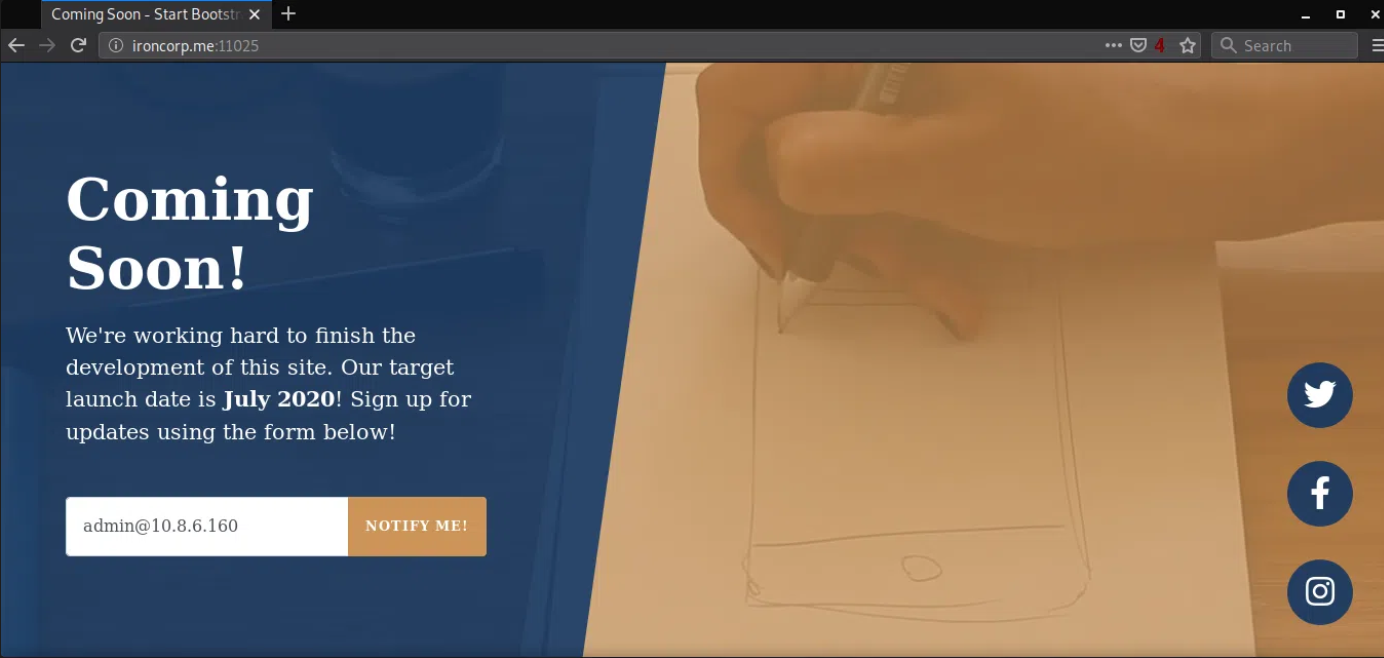 Coming Soon - Start Bootstr
ironcorp.me:11025
4
Search
Coming
Soon!
We're working hard to finish the
development of this site. Our target
launch date is July 2020! Sign up for
updates using the form below!
admin@10.8.6.160
NOTIFY ME!